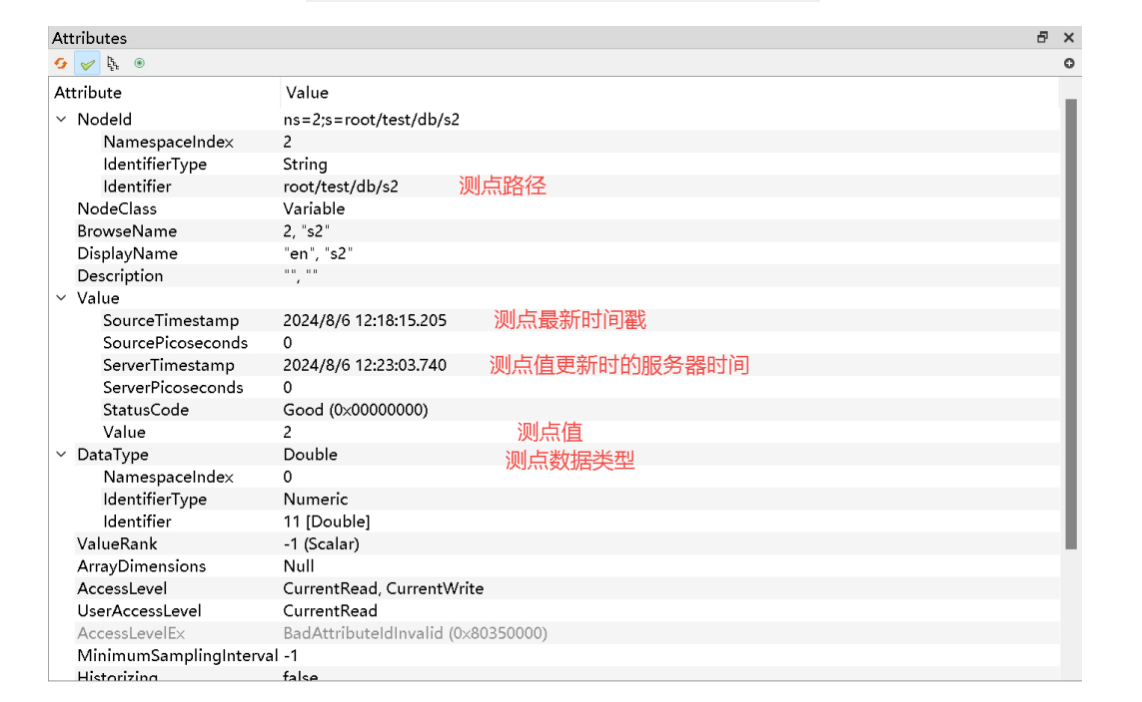 Attributes
Attribute Value
NodeId ns=2;s=root/test/db/s2
NamespaceIndex 2
IdentifierType String
Identifier root/test/db/s2 测点路径
NodeClass Variable
BrowseName 2, "s2"
DisplayName "en", "s2"
Description "", ""
Value
SourceTimestamp 2024/8/6 12:18:15.205 测点最新时间戳
SourcePicoseconds 0
ServerTimestamp 2024/8/6 12:23:03.740 测点值更新时的服务器时间
ServerPicoseconds 0
StatusCode Good (0x00000000)
Value 2 测点值
DataType Double 测点数据类型
NamespaceIndex 0
IdentifierType Numeric
Identifier 11 [Double]
ValueRank -1 (Scalar)
ArrayDimensions Null
AccessLevel CurrentRead, CurrentWrite
UserAccessLevel CurrentRead
AccessLevelEx BadAttributeIdInvalid (0x80350000)
MinimumSamplingInterval -1
Historizing false